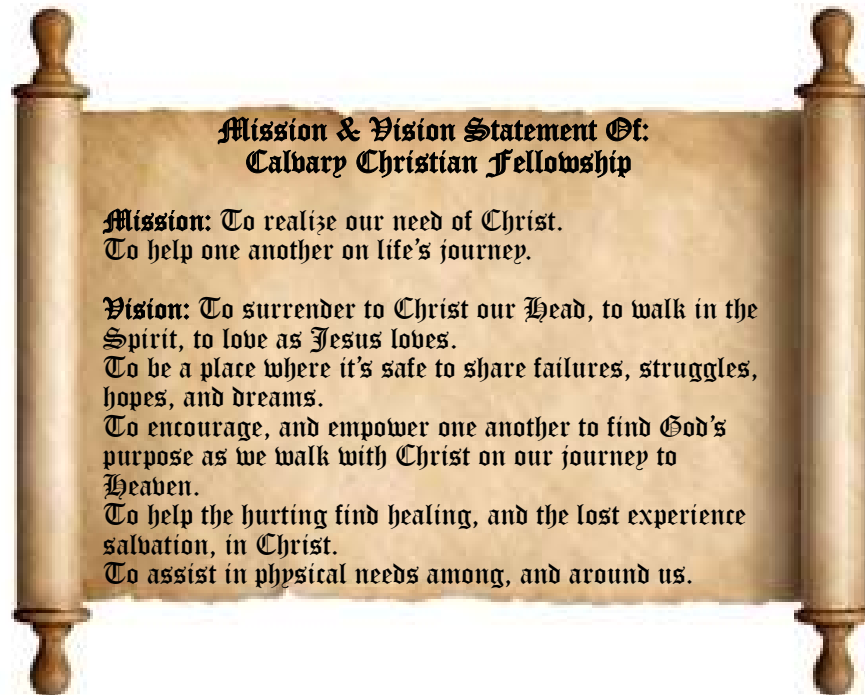 Mission & Vision Statement Of:
Calvary Christian Fellowship
Mission: To realize our need of Christ.
To help one another on life's journey.
Vision: To surrender to Christ our Head, to walk in the
Spirit, to love as Jesus loves.
To be a place where it's safe to share failures, struggles,
hopes, and dreams.
To encourage, and empower one another to find God's
purpose as we walk with Christ on our journey to
Heaven.
To help the hurting find healing, and the lost experience
salvation, in Christ.
To assist in physical needs among, and around us.